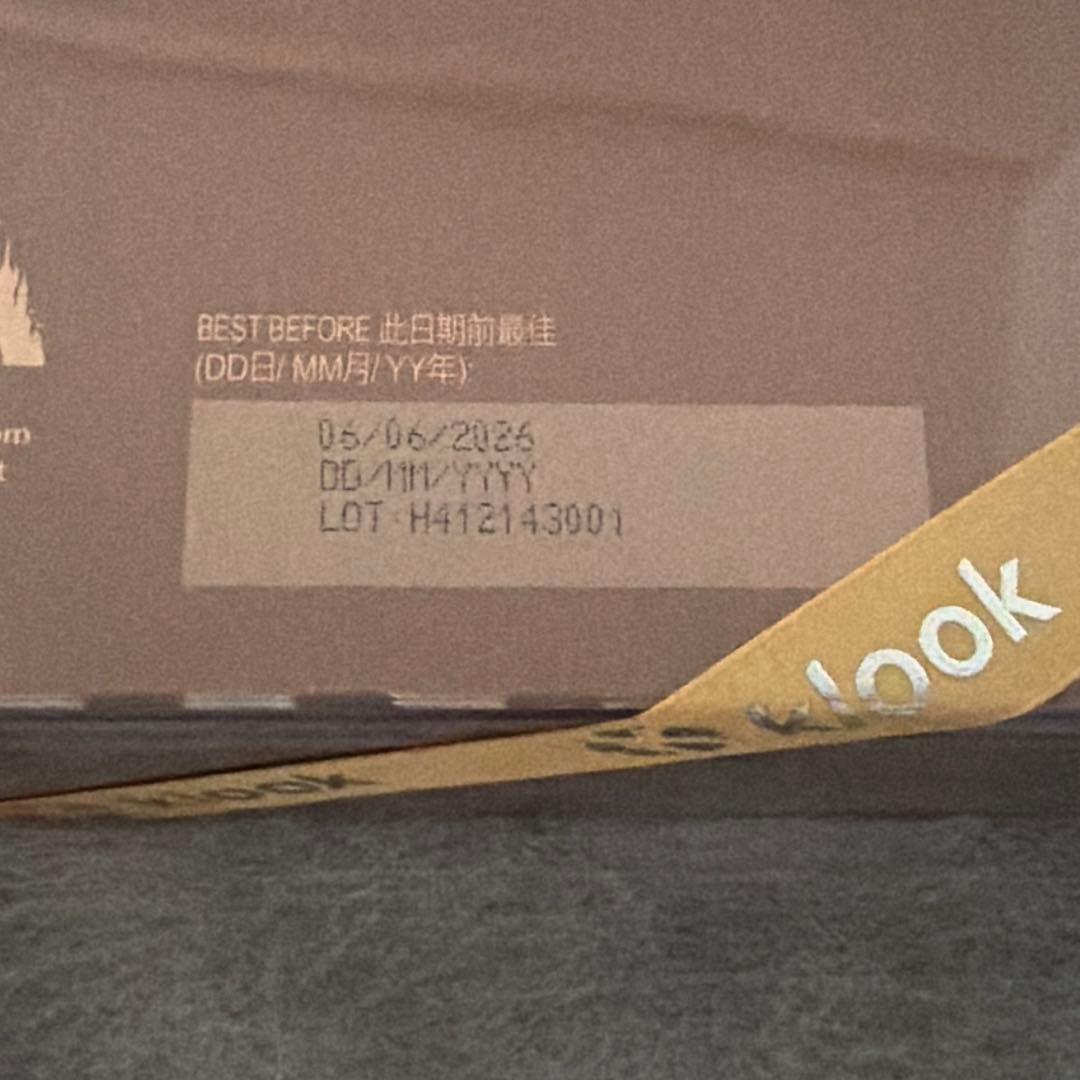 BEST BEFORE 此日期前最佳
(DD日/ MM月/ YY年):
06/06/2026
DD/MM/YYYY
LOT H412143001
klook
klook